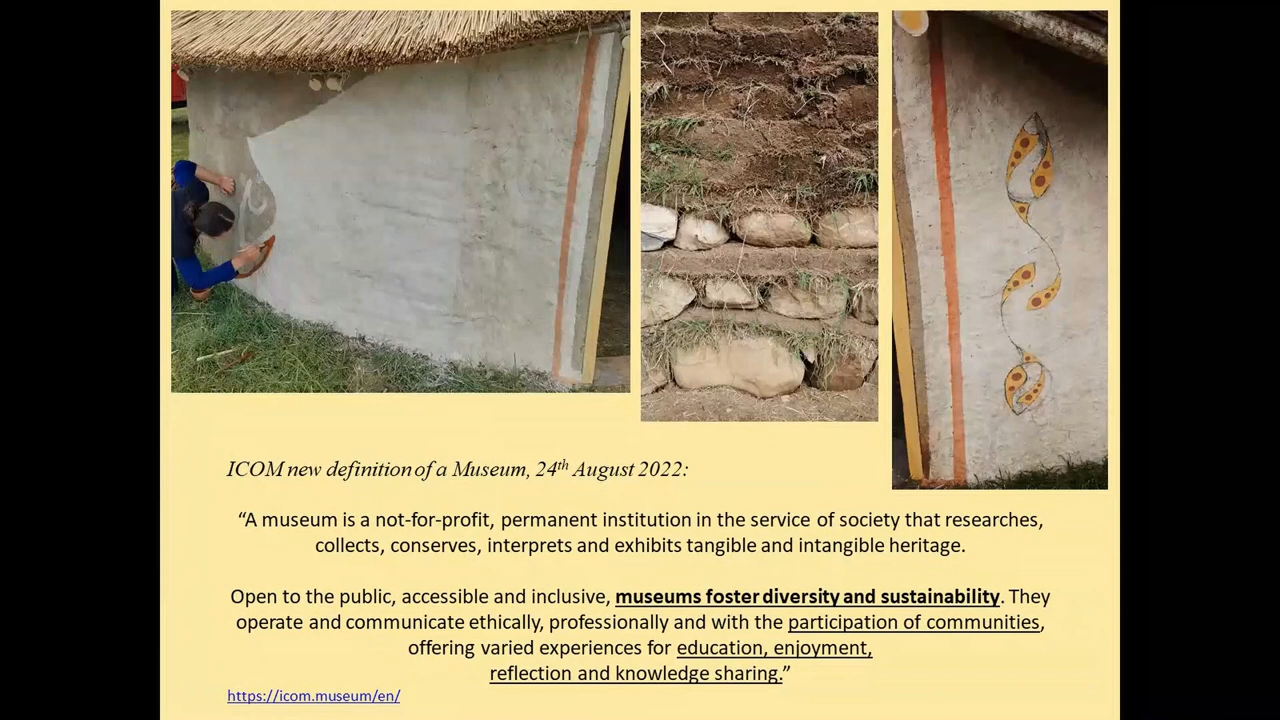 ICOM new definition of a Museum, 24th August 2022:
“A museum is a not-for-profit, permanent institution in the service of society that researches,
collects, conserves, interprets and exhibits tangible and intangible heritage.
Open to the public, accessible and inclusive, museums foster diversity and sustainability. They
operate and communicate ethically, professionally and with the participation of communities,
offering varied experiences for education, enjoyment,
reflection and knowledge sharing.”
https://icom.museum/en/